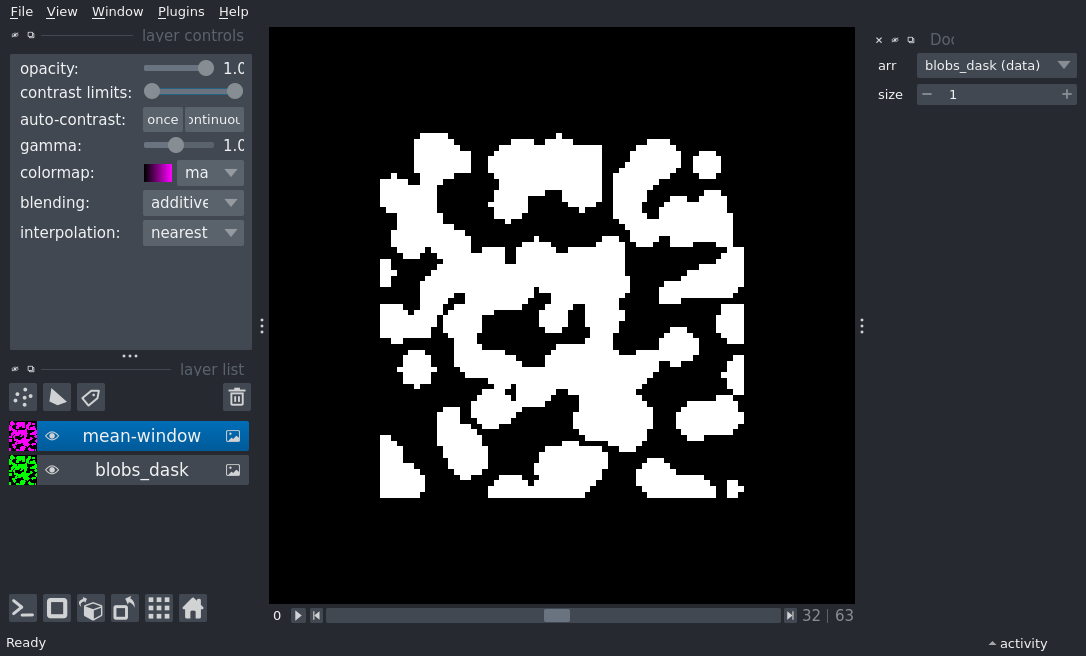 File View Window Plugins Help
layer controls
opacity: 1.0
contrast limits:
auto-contrast: once ontinuou
gamma: 1.0
colormap: ma
blending: additive
interpolation: nearest
layer list
mean-window
blobs_dask
Ready
0 32 | 63
Doc
arr blobs_dask (data)
size 1
activity